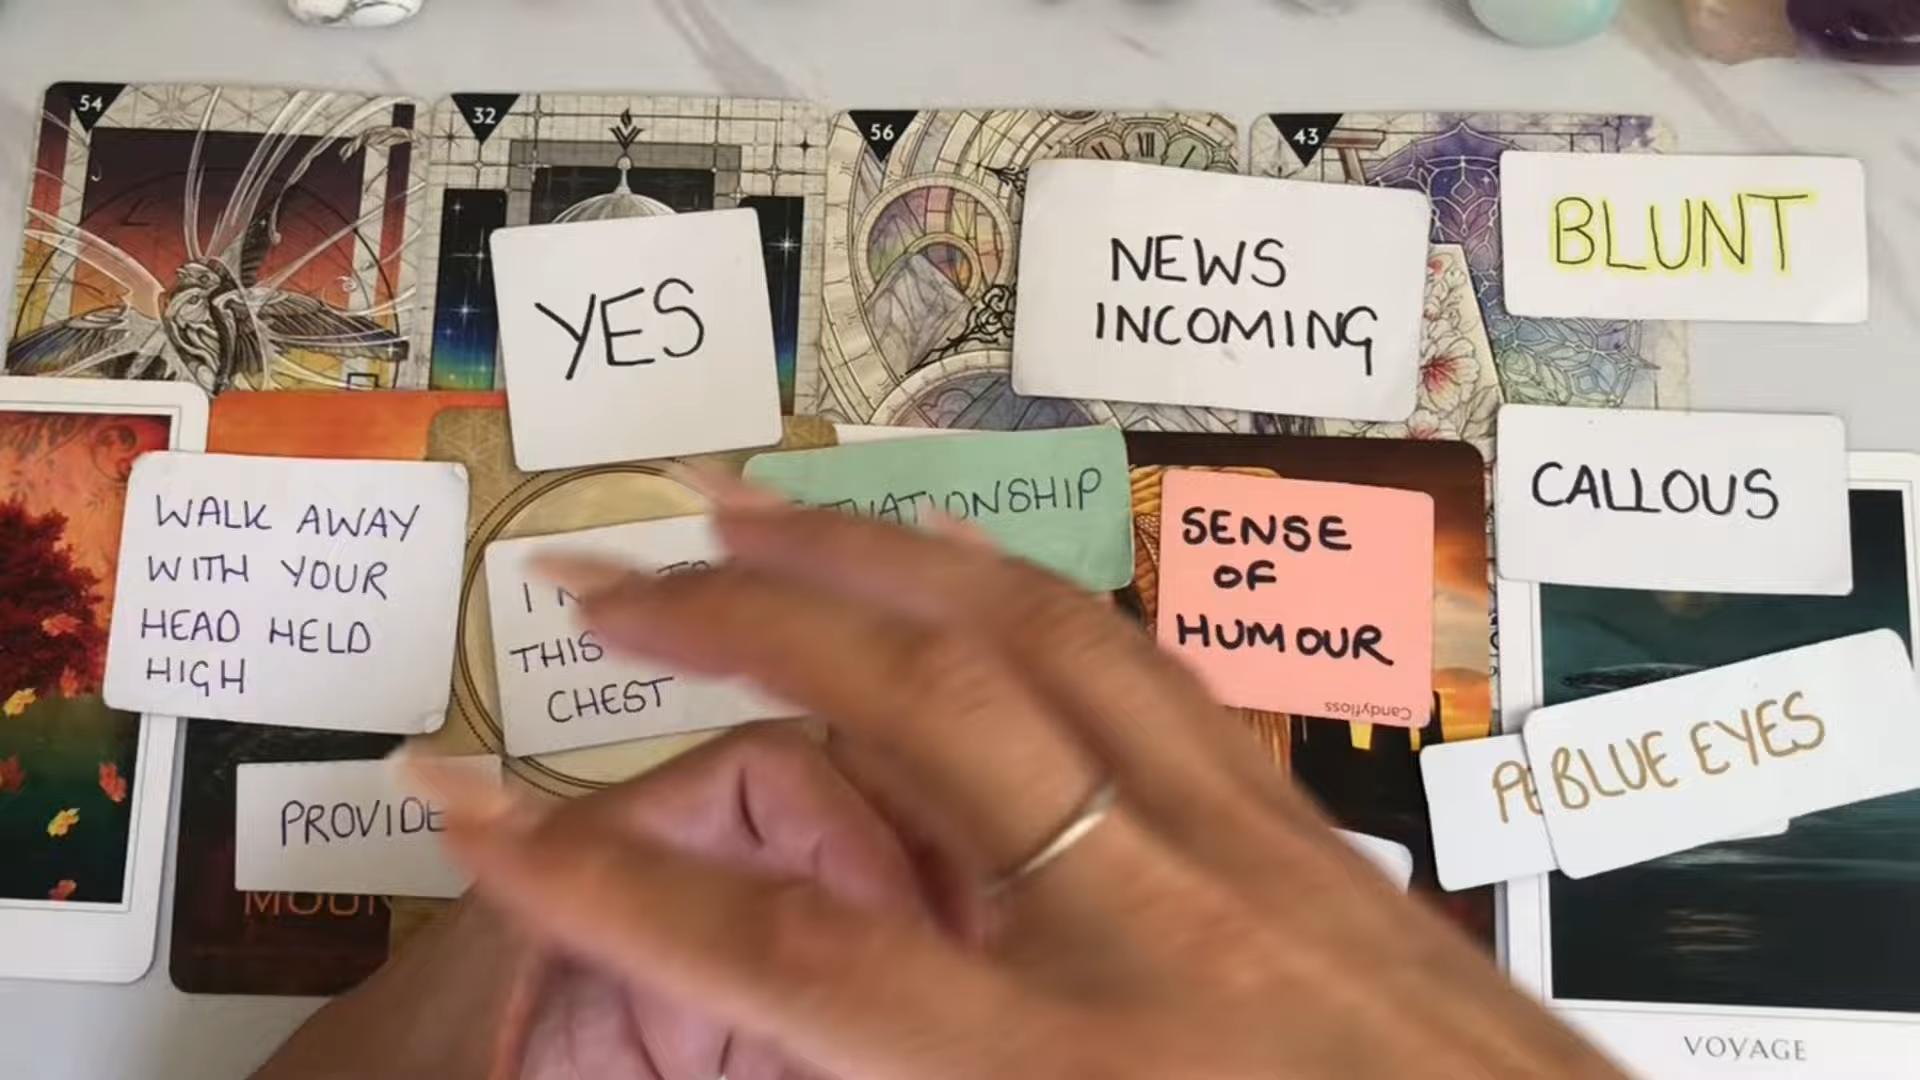 54
32
56
43
YES
NEWS
INCOMING
BLUNT
WALK AWAY
WITH YOUR
HEAD HELD
HIGH
I
THIS
CHEST
SENSE
OF
HUMOUR
Candyfloss
CALLOUS
BLUE EYES
VOYAGE